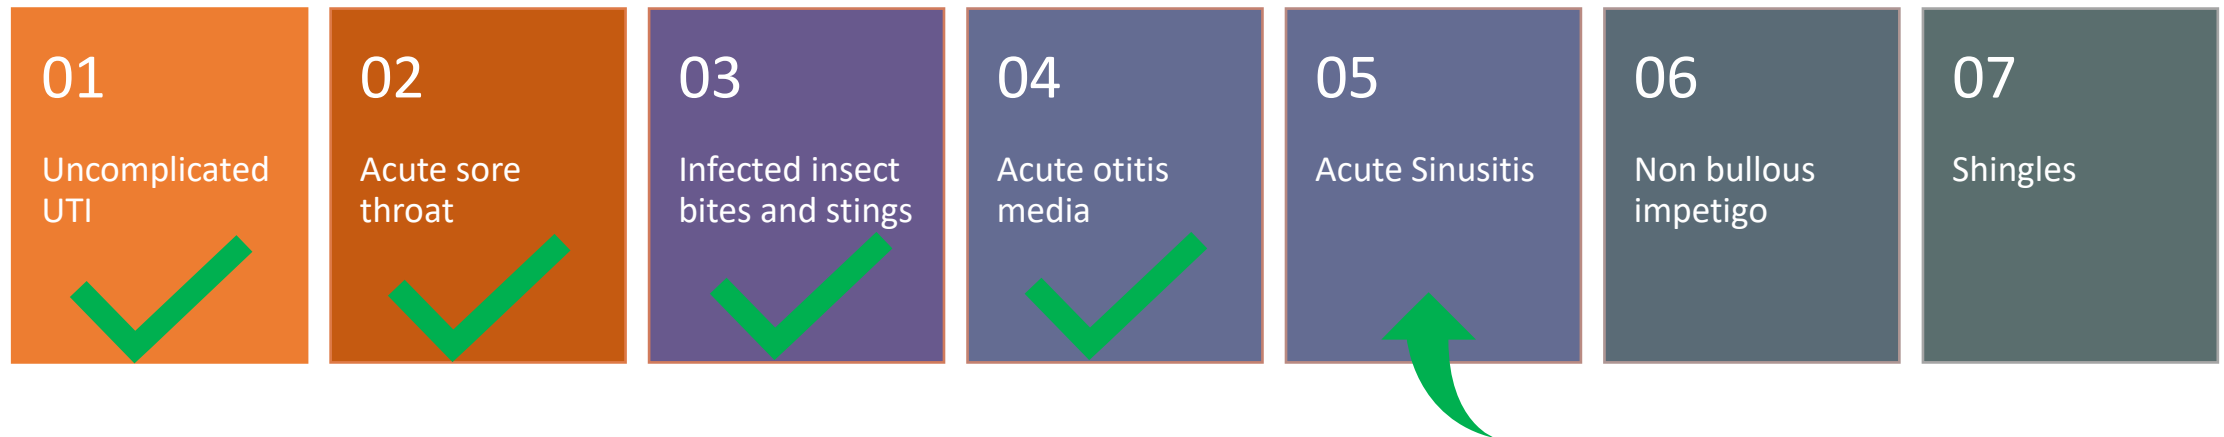 01
Uncomplicated
UTI
02
Acute sore
throat
03
Infected insect
bites and stings
04
Acute otitis
media
05
Acute Sinusitis
06
Non bullous
impetigo
07
Shingles